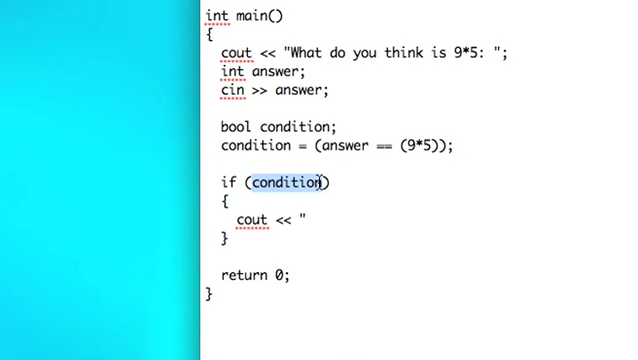 int main()
{
cout << "What do you think is 9*5: ";
int answer;
cin >> answer;
bool condition;
condition = (answer == (9*5));
if (condition)
{
cout << "
}
return 0;
}